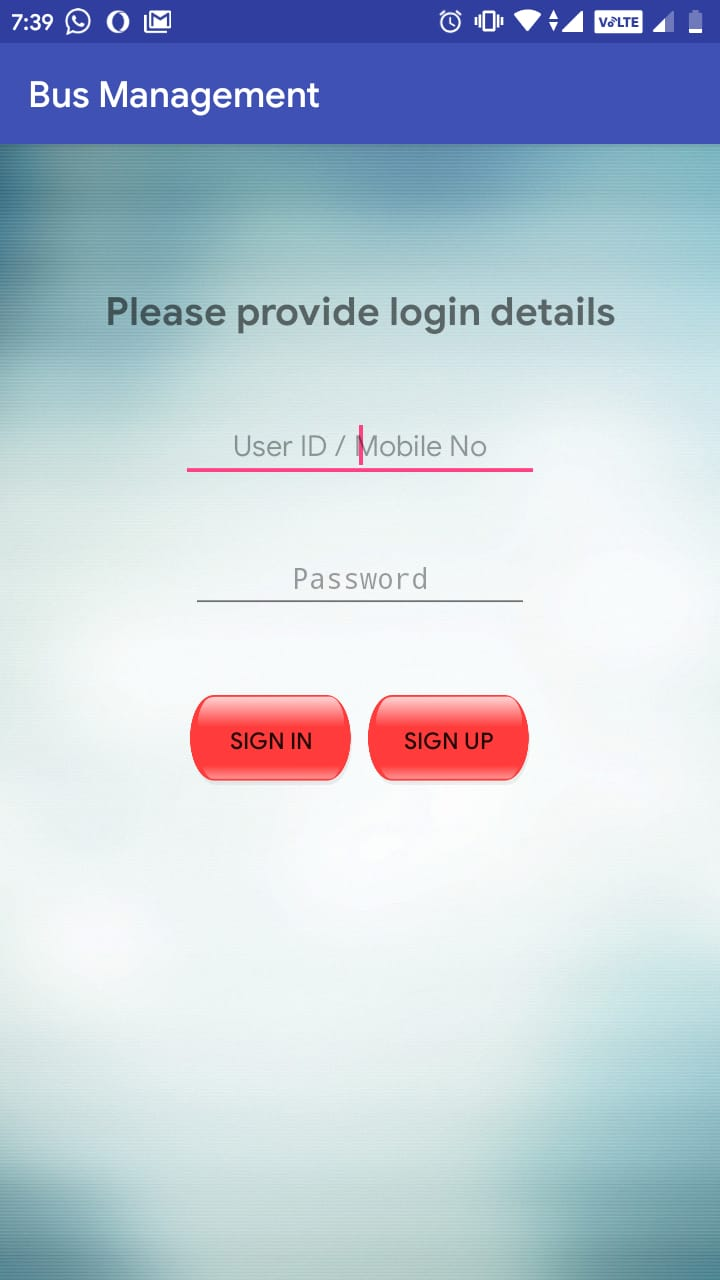 7:39 VoLTE
Bus Management
Please provide login details
User ID / Mobile No
Password
SIGN IN SIGN UP